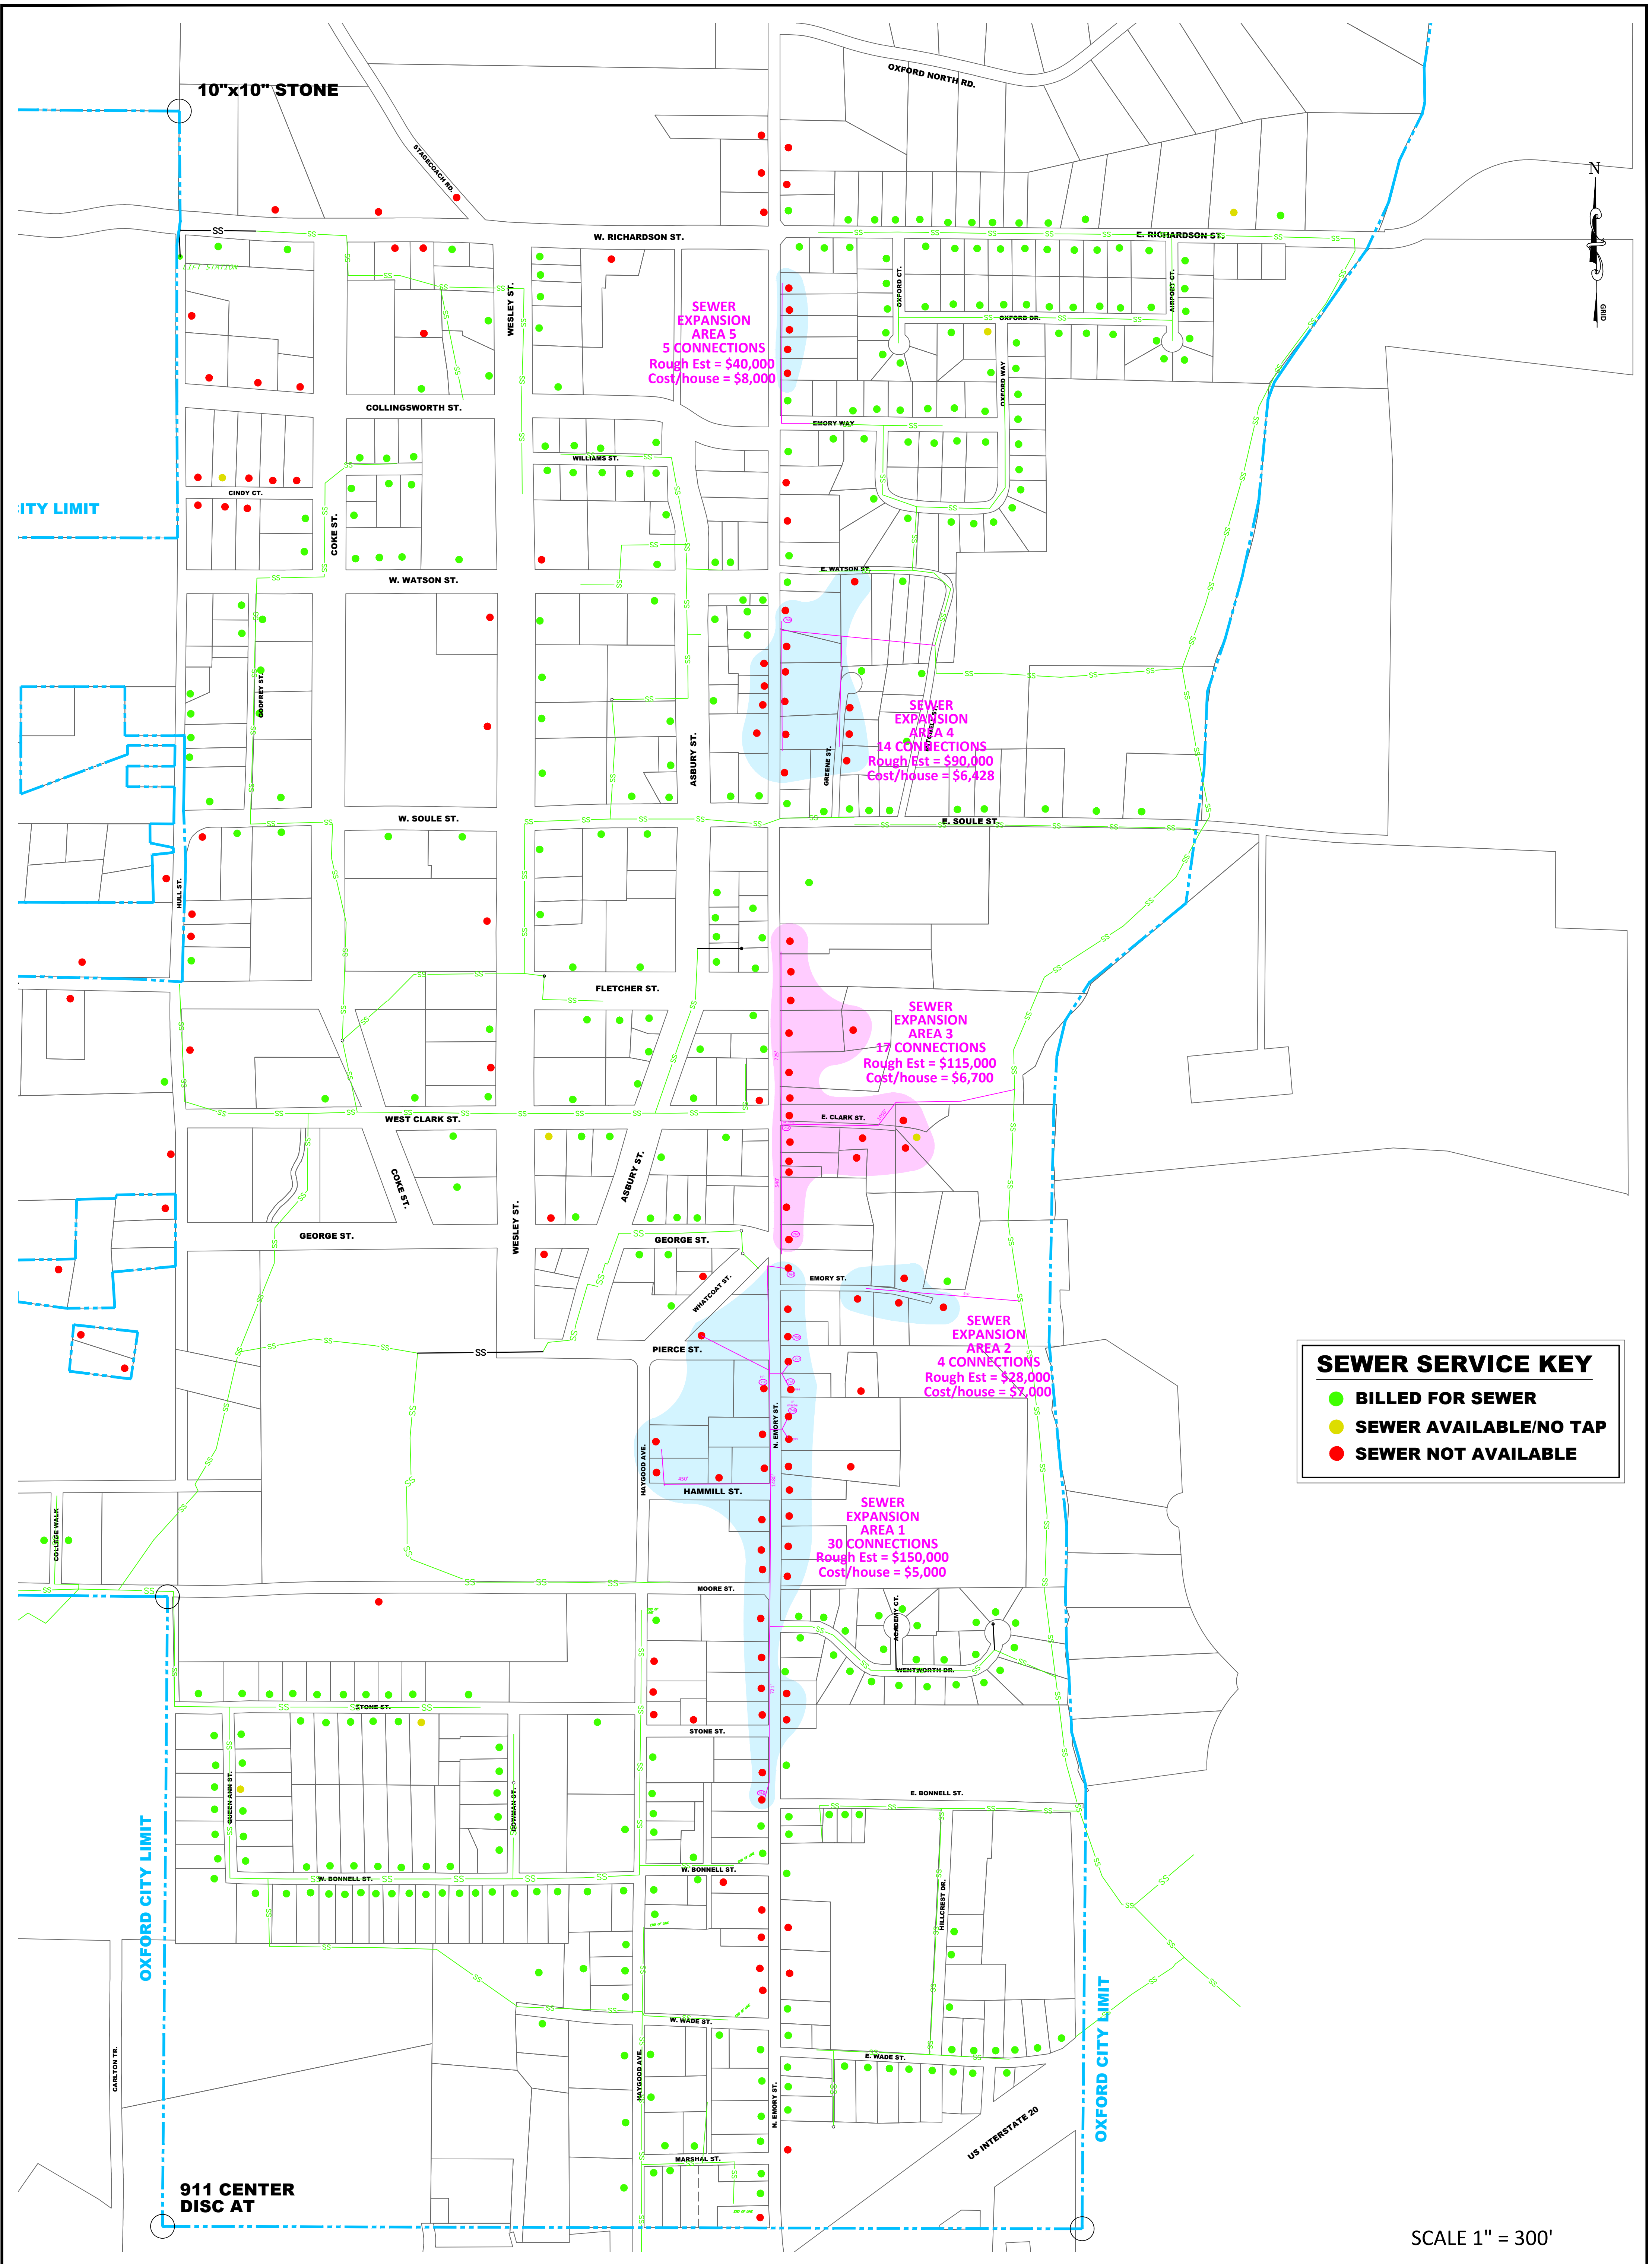 10"x10" STONE
OXFORD NORTH RD.
STAGECOACH RD.
N
GRID
SS
W. RICHARDSON ST.
E. RICHARDSON ST.
LIFT STATION
WESLEY ST.
OXFORD CT.
AIRPORT CT.
OXFORD DR.
OXFORD WAY
SEWER
EXPANSION
AREA 5
5 CONNECTIONS
Rough Est = $40,000
Cost/house = $8,000
COLLINGSWORTH ST.
EMORY WAY
WILLIAMS ST.
CINDY CT.
CITY LIMIT
COKE ST.
W. WATSON ST.
E. WATSON ST.
GODFREY ST.
ASBURY ST.
GREENE ST.
MITCHELL ST.
SEWER
EXPANSION
AREA 4
14 CONNECTIONS
Rough Est = $90,000
Cost/house = $6,428
W. SOULE ST.
E. SOULE ST.
HULL ST.
FLETCHER ST.
SEWER
EXPANSION
AREA 3
17 CONNECTIONS
Rough Est = $115,000
Cost/house = $6,700
WEST CLARK ST.
E. CLARK ST.
COKE ST.
ASBURY ST.
WESLEY ST.
540'
GEORGE ST.
GEORGE ST.
EMORY ST.
WHATCOAT ST.
PIERCE ST.
SEWER
EXPANSION
AREA 2
4 CONNECTIONS
Rough Est = $28,000
Cost/house = $7,000
SEWER SERVICE KEY
BILLED FOR SEWER
SEWER AVAILABLE/NO TAP
SEWER NOT AVAILABLE
N. EMORY ST.
HAYGOOD AVE.
450'
HAMMILL ST.
SEWER
EXPANSION
AREA 1
30 CONNECTIONS
Rough Est = $150,000
Cost/house = $5,000
COLLEGE WALK
MOORE ST.
ACADEMY CT.
WENTWORTH DR.
STONE ST.
STONE ST.
QUEEN ANN ST.
BOWMAN ST.
E. BONNELL ST.
W. BONNELL ST.
W. BONNELL ST.
HILLCREST DR.
OXFORD CITY LIMIT
OXFORD CITY LIMIT
W. WADE ST.
E. WADE ST.
CARLTON TR.
HAYGOOD AVE.
N. EMORY ST.
US INTERSTATE 20
MARSHAL ST.
911 CENTER
DISC AT
SCALE 1" = 300'